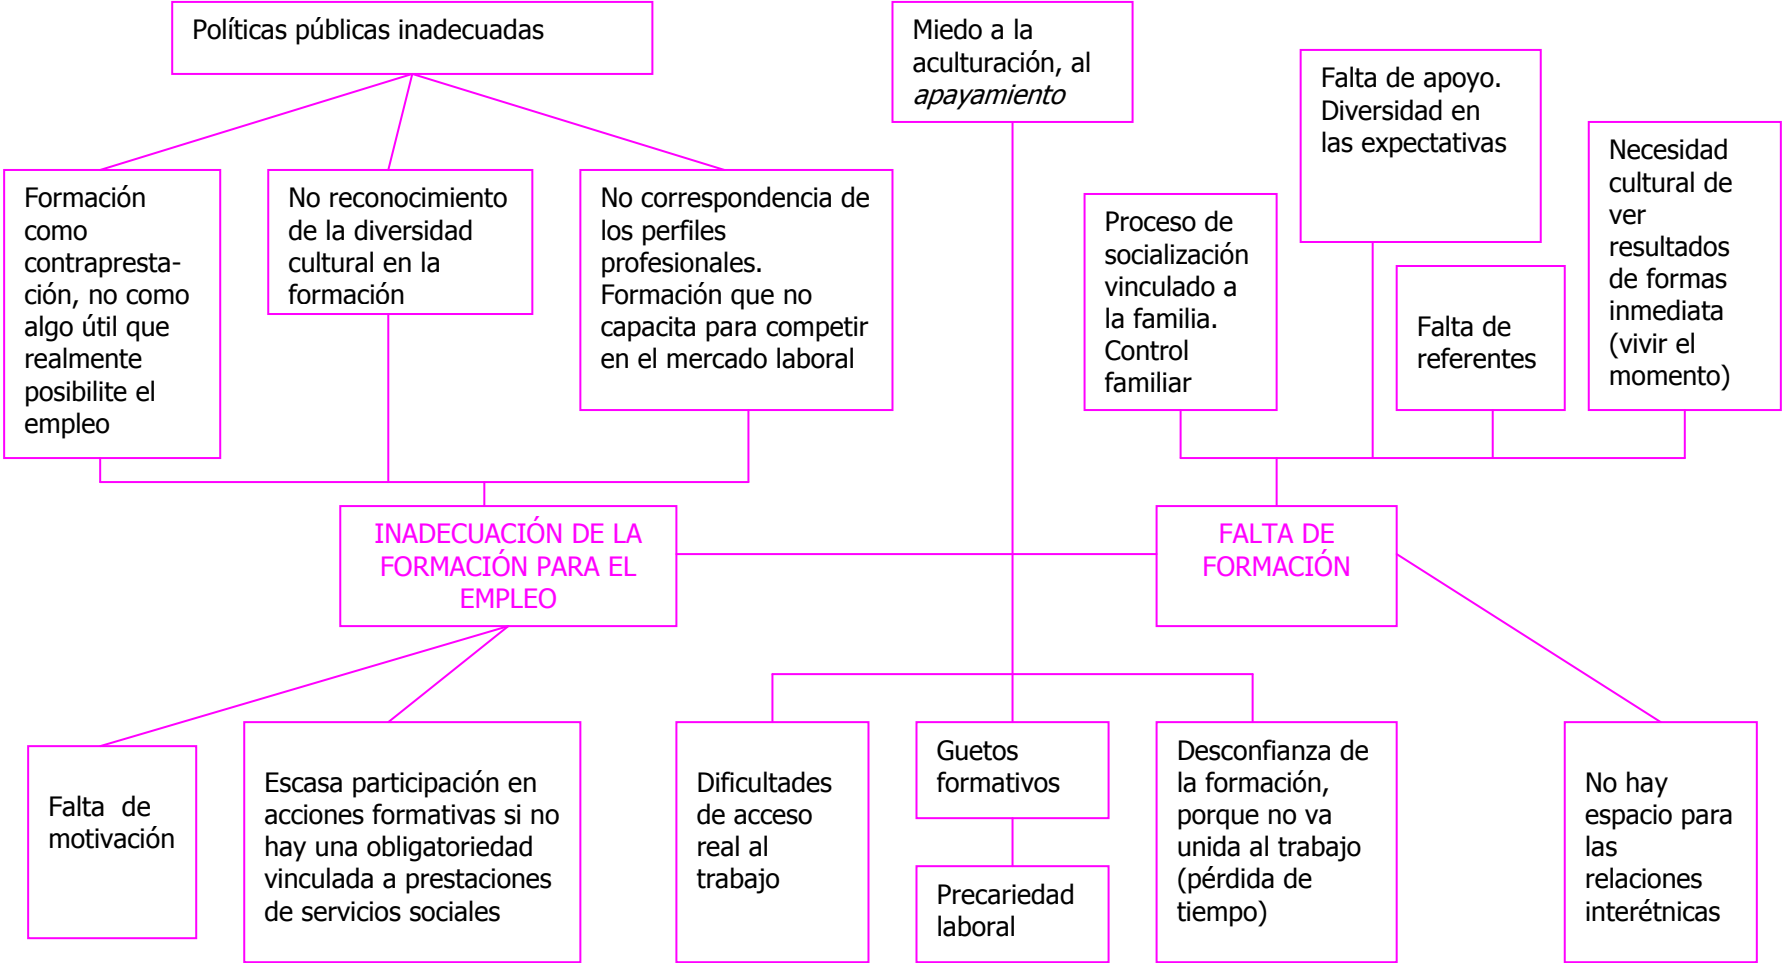 Políticas públicas inadecuadas
Miedo a la
aculturación, al
apayamiento
Falta de apoyo.
Diversidad en
las expectativas
Necesidad
cultural de
ver
resultados
de formas
inmediata
(vivir el
momento)
Formación
como
contrapresta-
ción, no como
algo útil que
realmente
posibilite el
empleo
No reconocimiento
de la diversidad
cultural en la
formación
No correspondencia de
los perfiles
profesionales.
Formación que no
capacita para competir
en el mercado laboral
Proceso de
socialización
vinculado a
la familia.
Control
familiar
Falta de
referentes
INADECUACIÓN DE LA
FORMACIÓN PARA EL
EMPLEO
FALTA DE
FORMACIÓN
Falta  de
motivación
Escasa participación en
acciones formativas si no
hay una obligatoriedad
vinculada a prestaciones
de servicios sociales
Dificultades
de acceso
real al
trabajo
Guetos
formativos
Precariedad
laboral
Desconfianza de
la formación,
porque no va
unida al trabajo
(pérdida de
tiempo)
No hay
espacio para
las
relaciones
interétnicas